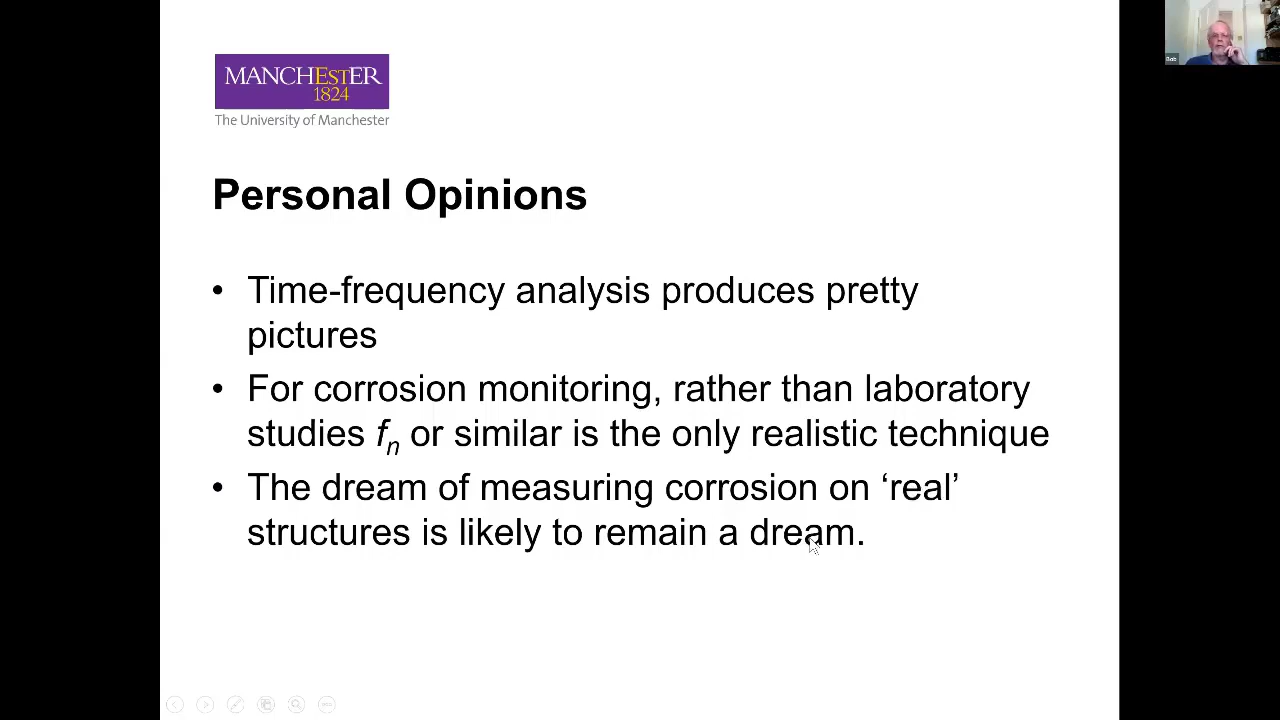 MANCHESTER
1824
The University of Manchester
Bob
Personal Opinions
• Time-frequency analysis produces pretty
pictures
• For corrosion monitoring, rather than laboratory
studies fn or similar is the only realistic technique
• The dream of measuring corrosion on ‘real’
structures is likely to remain a dream.